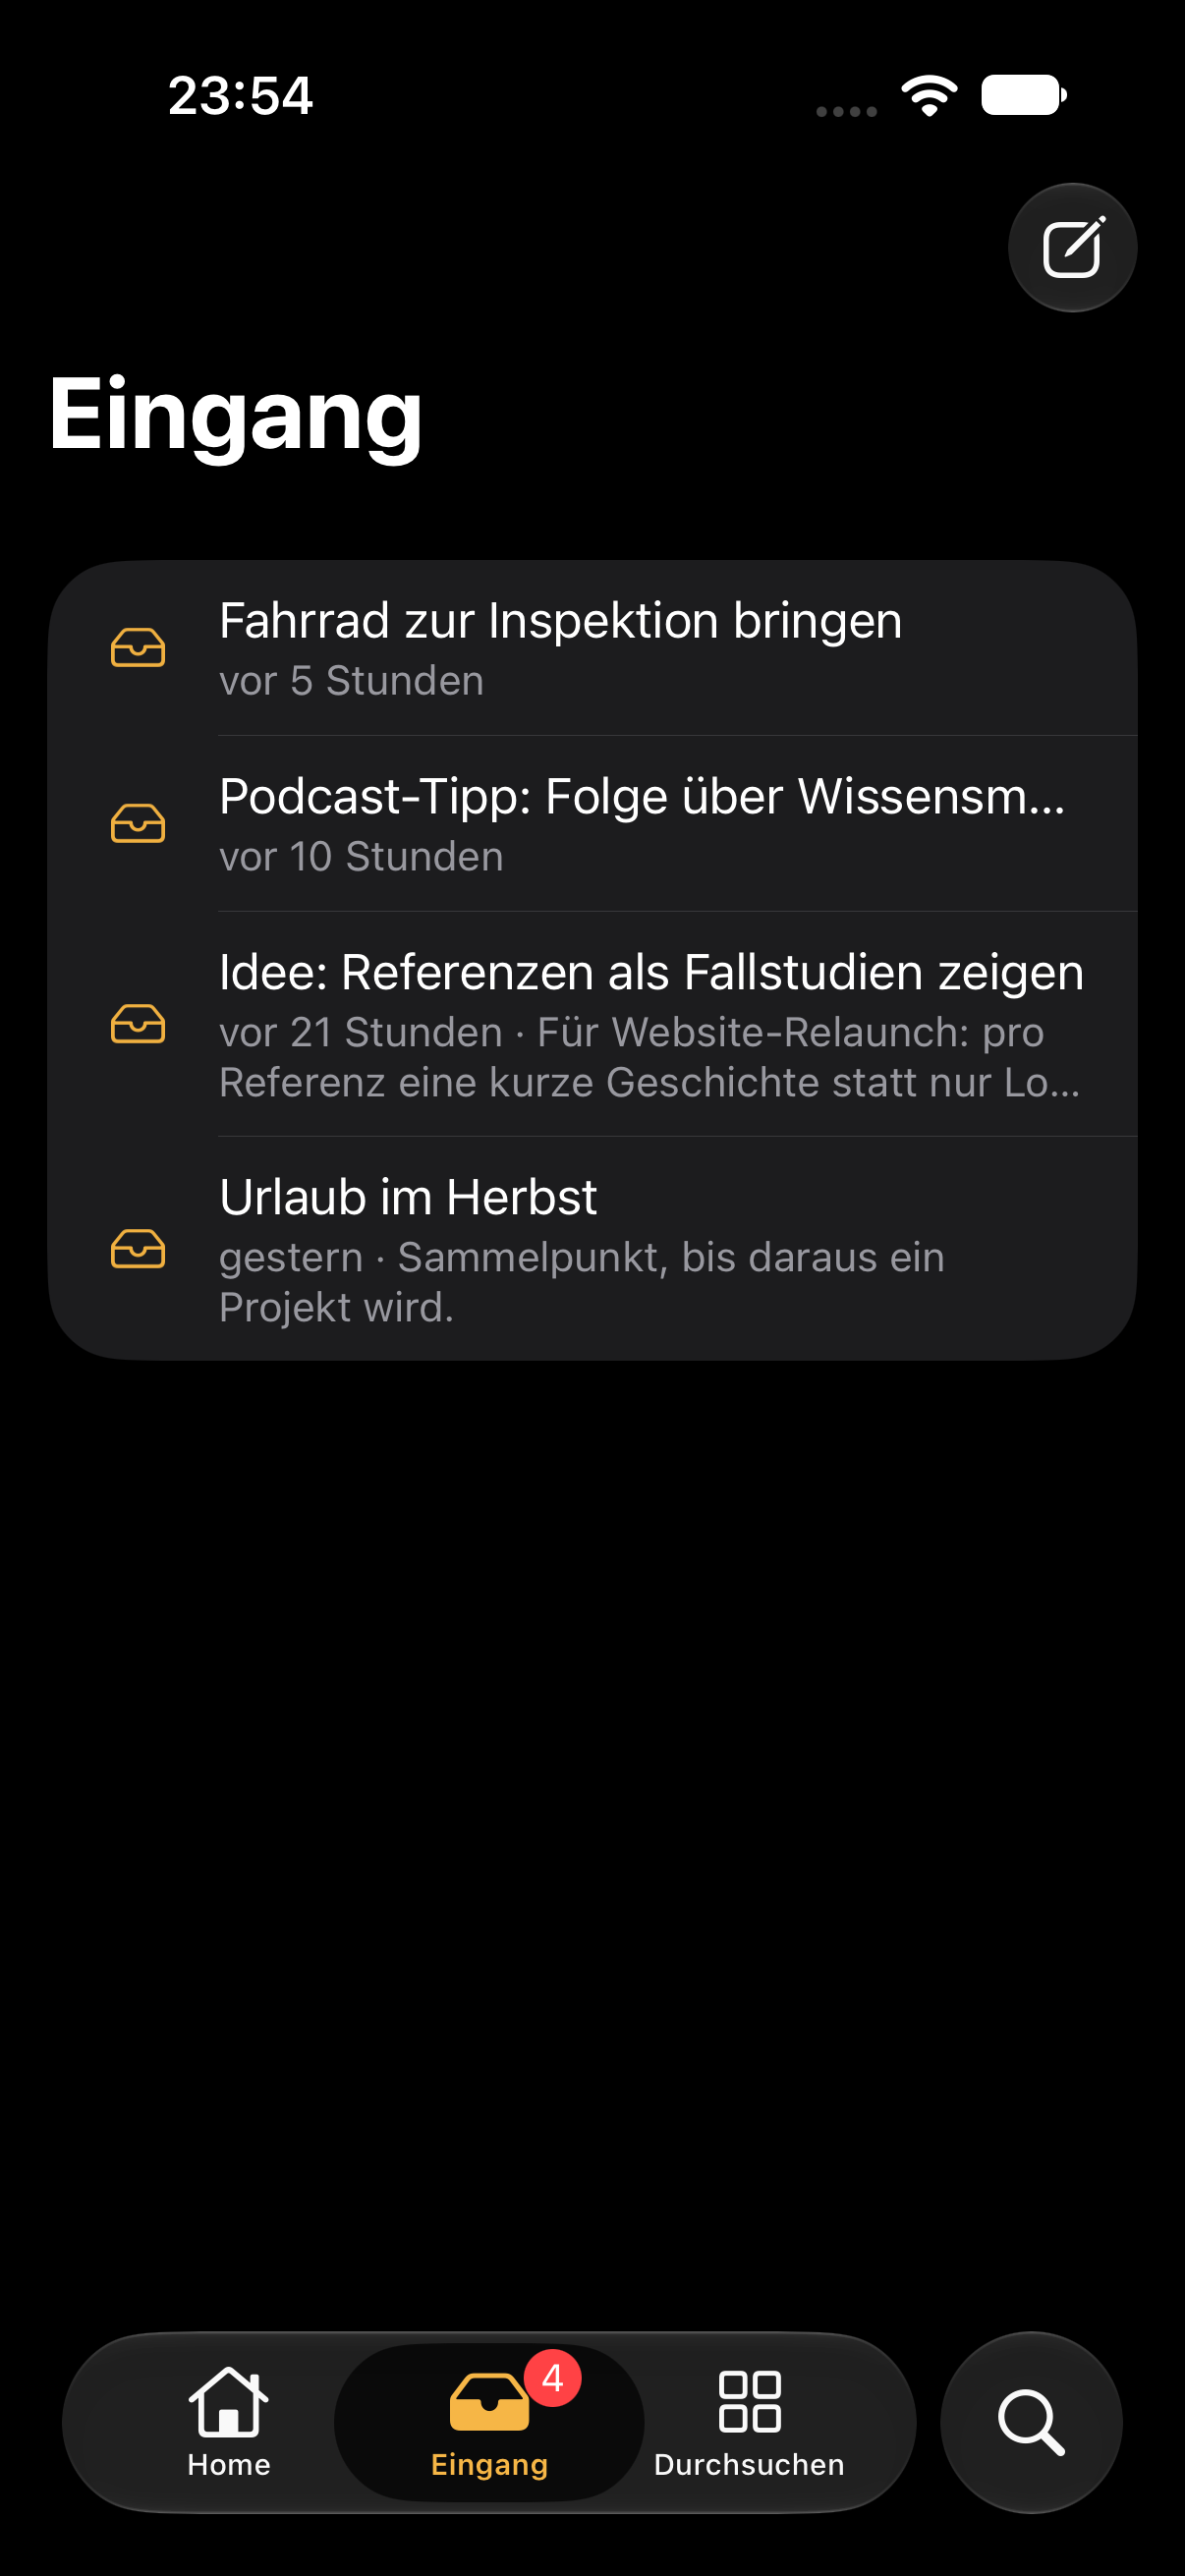 23:54
Eingang
Fahrrad zur Inspektion bringen
vor 5 Stunden
Podcast-Tipp: Folge über Wissensm...
vor 10 Stunden
Idee: Referenzen als Fallstudien zeigen
vor 21 Stunden · Für Website-Relaunch: pro
Referenz eine kurze Geschichte statt nur Lo...
Urlaub im Herbst
gestern · Sammelpunkt, bis daraus ein
Projekt wird.
4
Home
Eingang
Durchsuchen